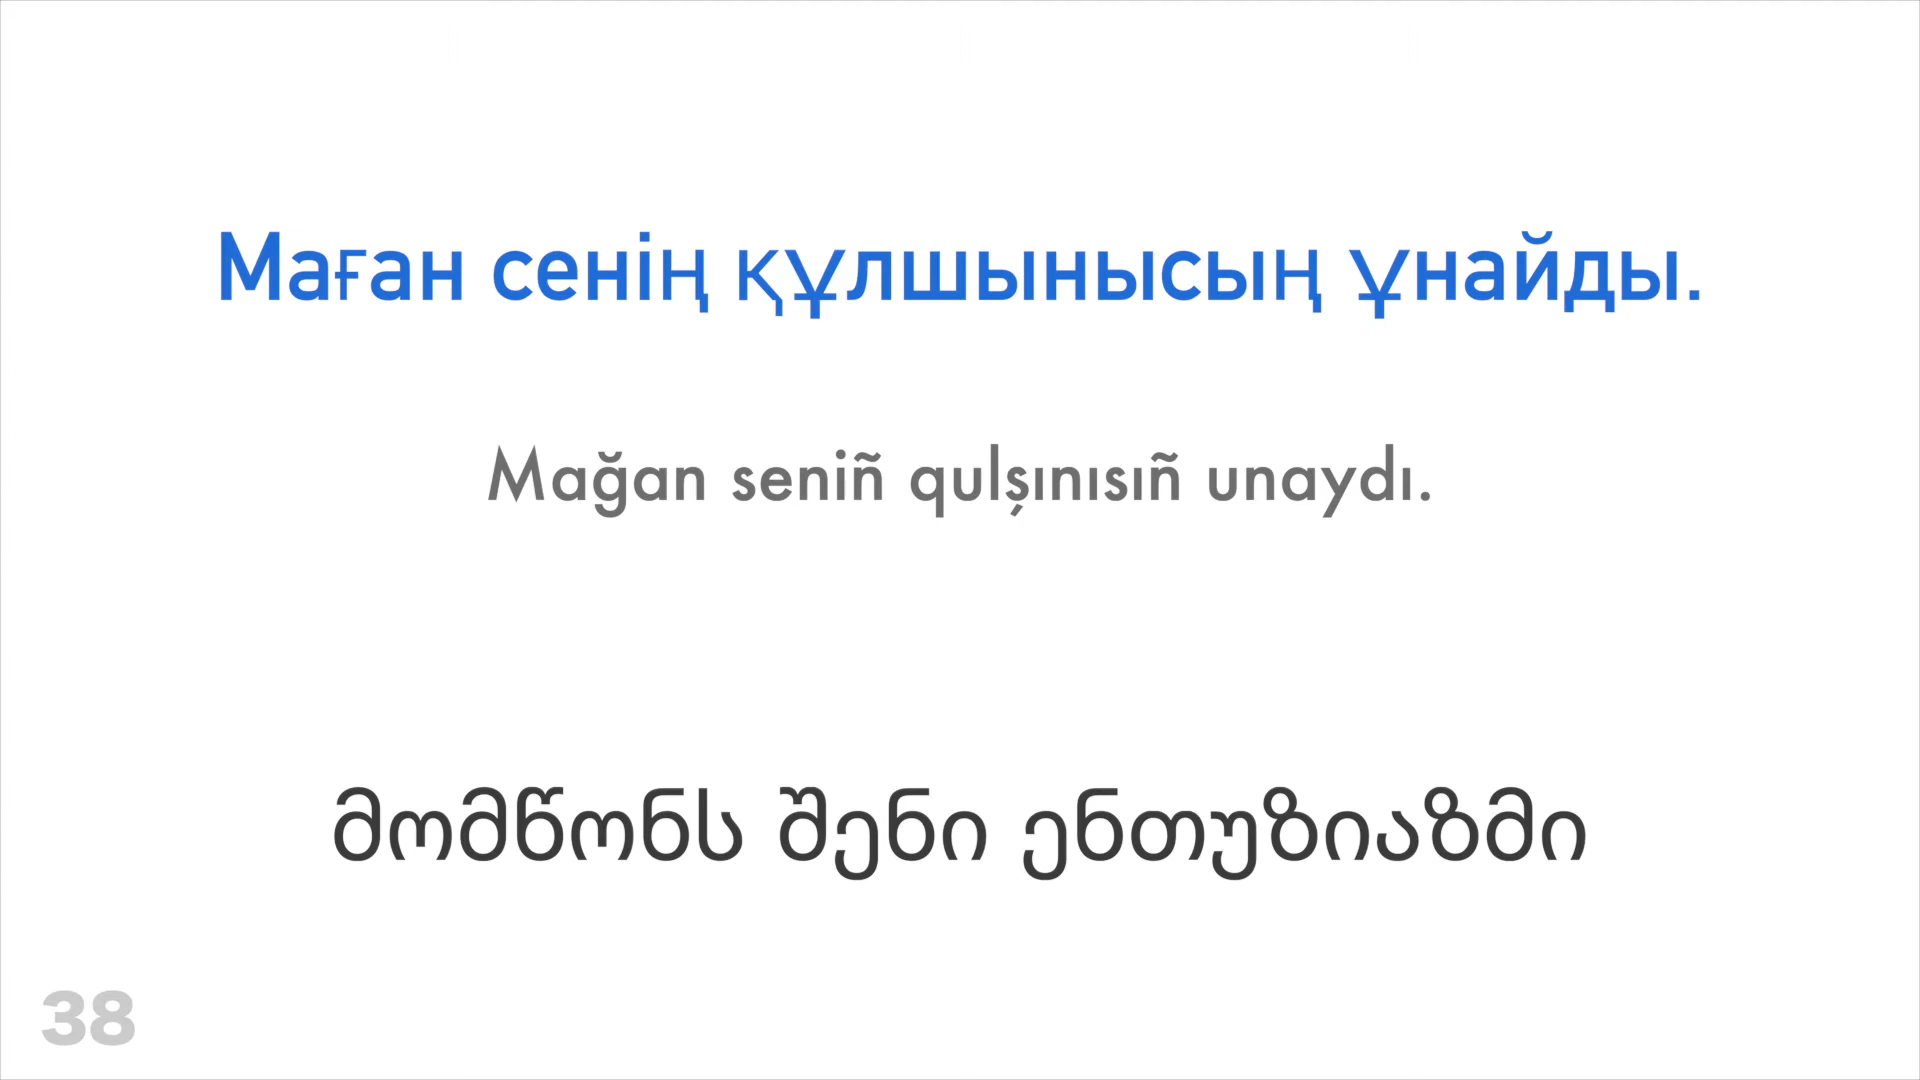 Маған сенің құлшынысың ұнайды.
Mağan seniñ qulşınısıñ unaydı.
მომწონს შენი ენთუზიაზმი
38